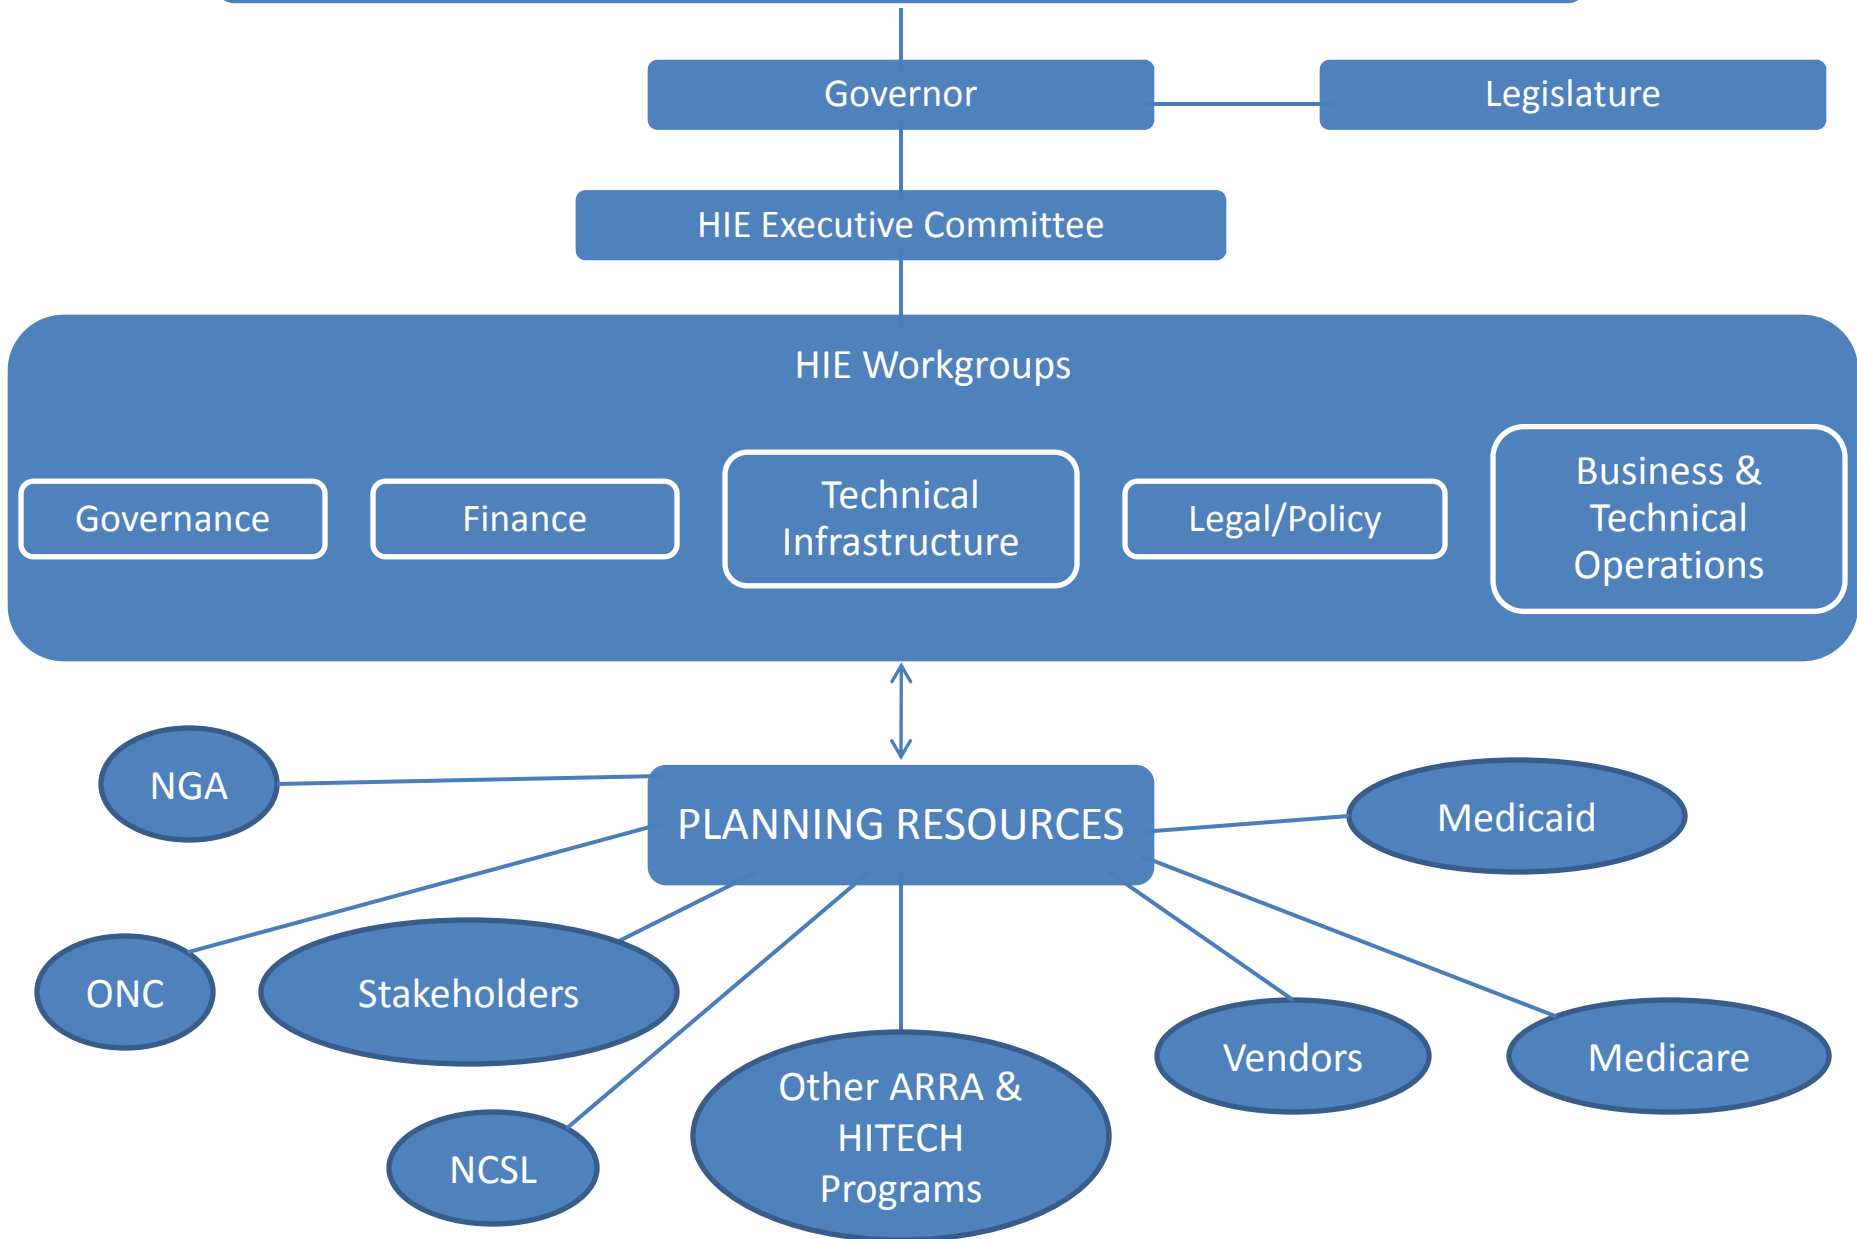 Governor
Legislature
HIE Executive Committee
HIE Workgroups
Governance
Finance
Technical
Infrastructure
Legal/Policy
Business &
Technical
Operations
NGA
PLANNING RESOURCES
Medicaid
ONC
Stakeholders
NCSL
Other ARRA &
HITECH
Programs
Vendors
Medicare